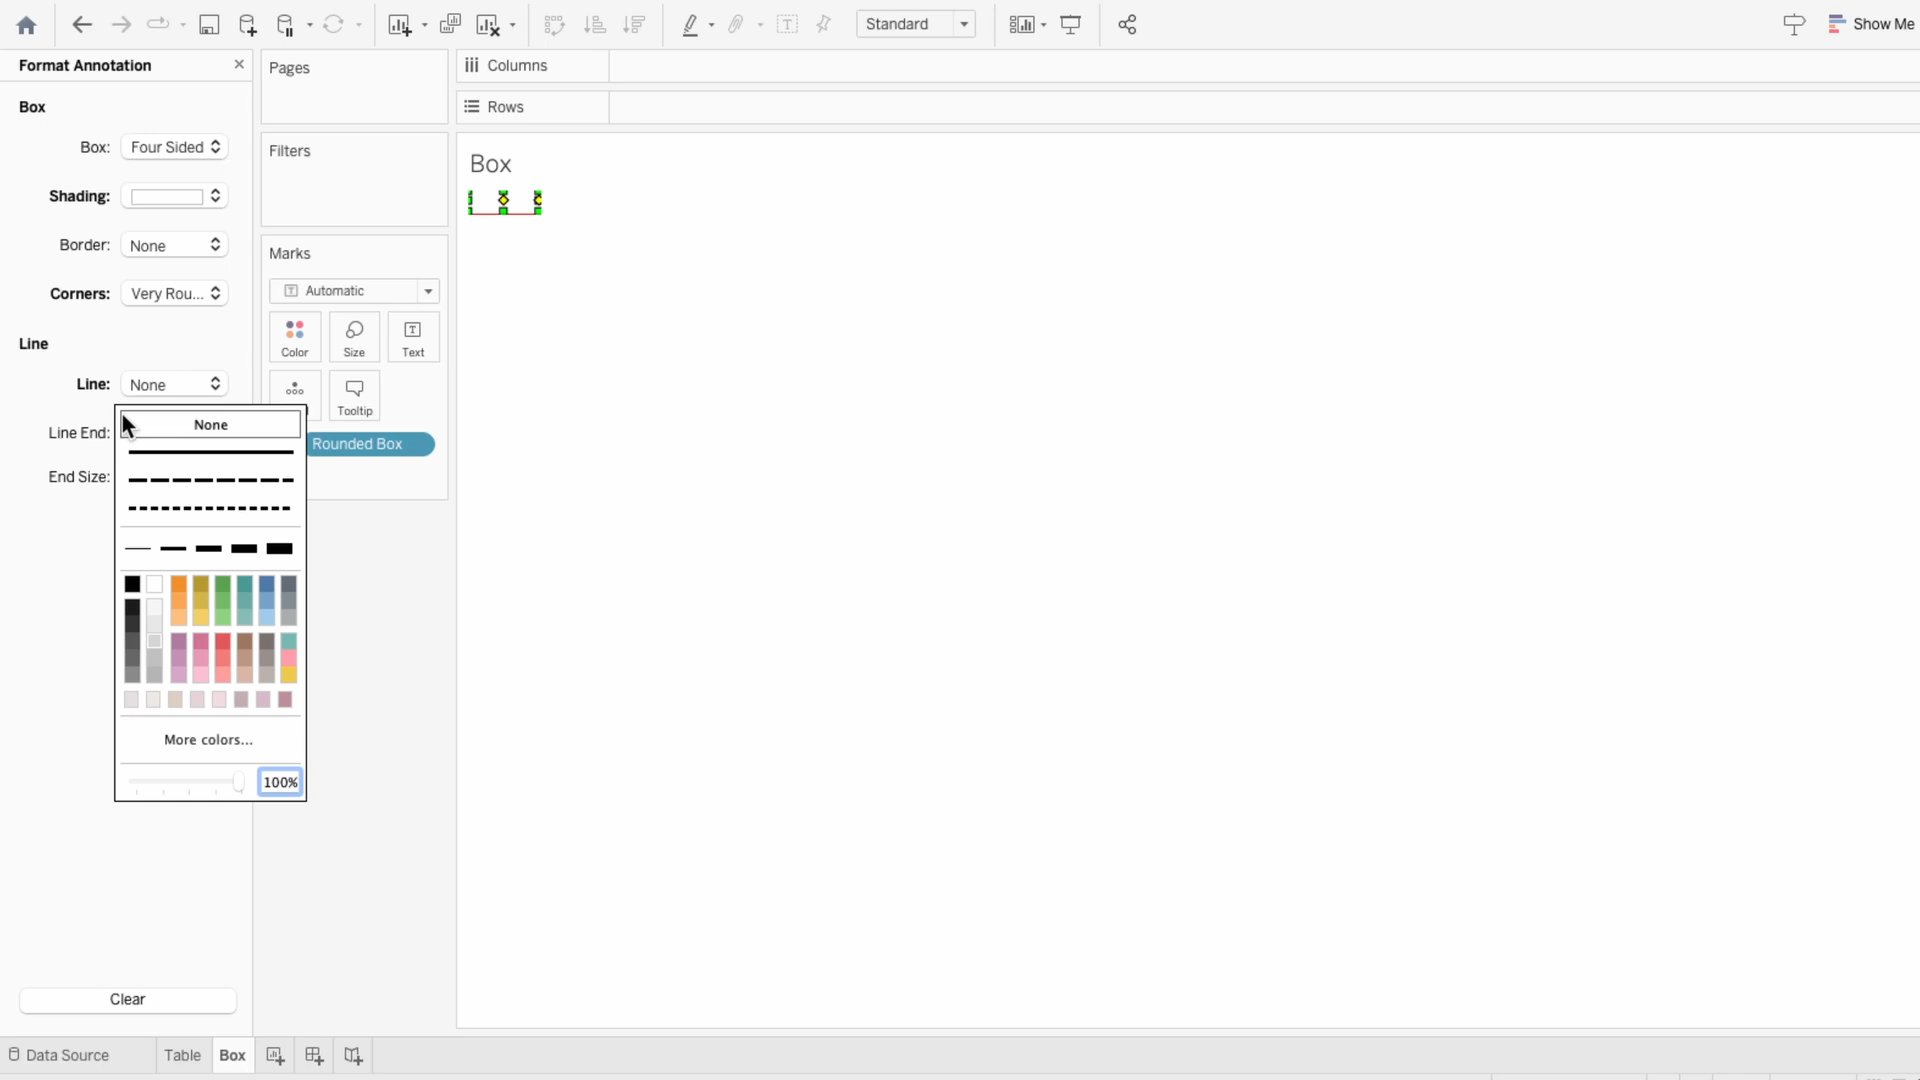 Standard
Show Me
Format Annotation
Box
Box: Four Sided
Shading:
Border: None
Corners: Very Rou...
Line
Line: None
Line End:
End Size:
None
More colors...
100%
Clear
Pages
Filters
Marks
Automatic
Color Size Text
Tooltip
Rounded Box
Columns
Rows
Box
Data Source Table Box